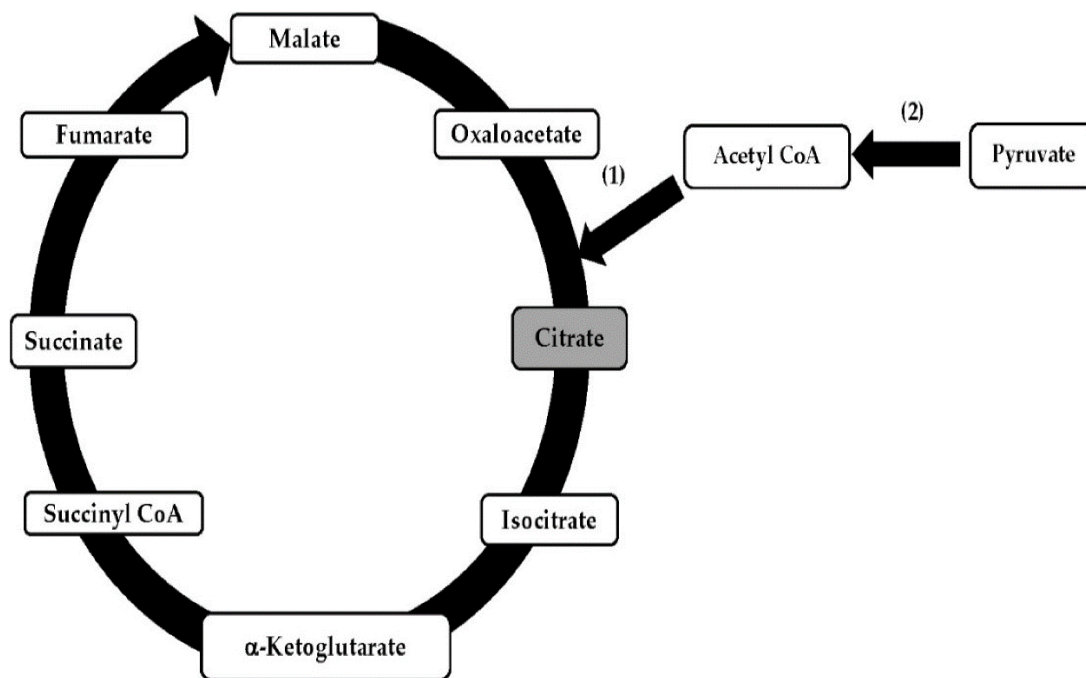 Malate
Fumarate
Oxaloacetate
(2)
Acetyl CoA
Pyruvate
(1)
Succinate
Citrate
Succinyl CoA
Isocitrate
α-Ketoglutarate